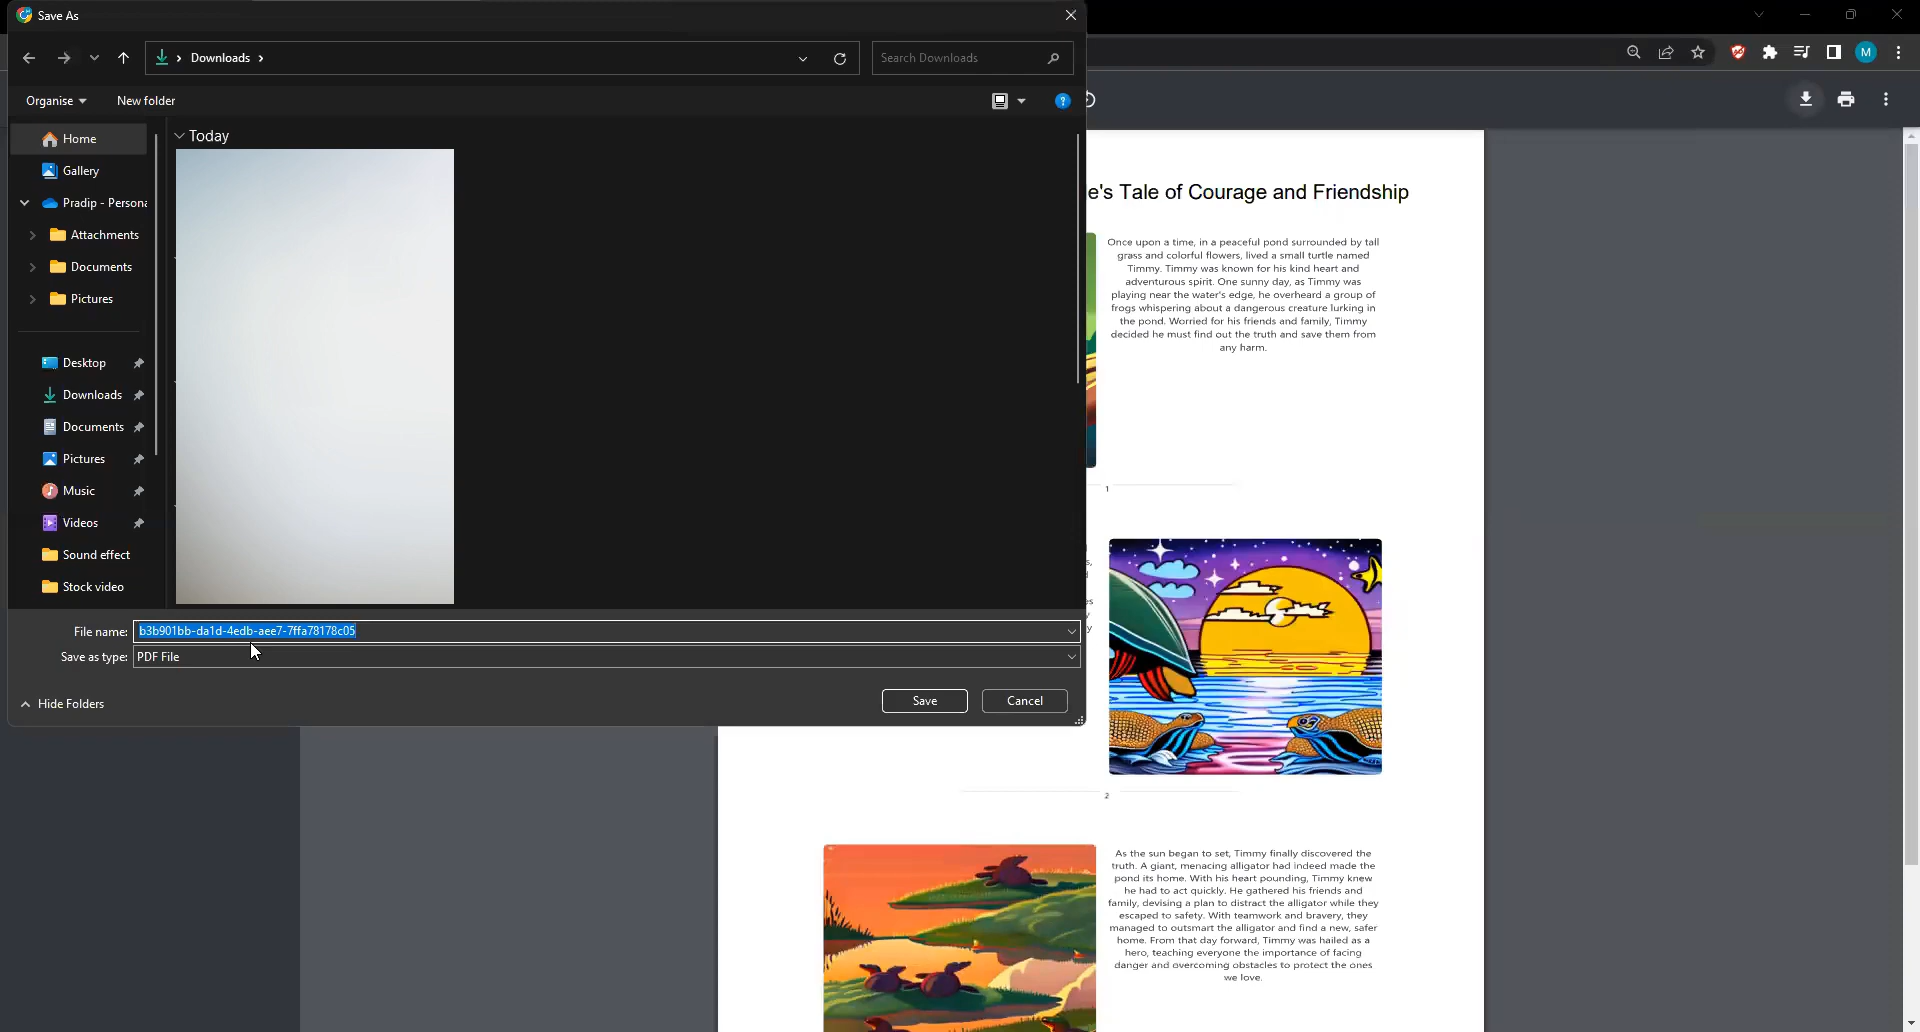 Save As
Downloads
Search Downloads
Organise
New folder
Home
Gallery
Pradip - Persona
Attachments
Documents
Pictures
Desktop
Downloads
Documents
Pictures
Music
Videos
Sound effect
Stock video
Today
File name: b3b901bb-da1d-4edb-aee7-7ffa78178c05
Save as type: PDF File
Hide Folders
Save
Cancel
M
e's Tale of Courage and Friendship
Once upon a time, in a peaceful pond surrounded by tall
grass and colorful flowers, lived a small turtle named
Timmy. Timmy was known for his kind heart and
adventurous spirit. One sunny day, as Timmy was
playing near the water's edge, he overheard a group of
frogs whispering about a dangerous creature lurking in
the pond. Worried for his friends and family, Timmy
decided he must find out the truth and save them from
any harm.
1
2
As the sun began to set, Timmy finally discovered the
truth. A giant, menacing alligator had indeed made the
pond its home. With his heart pounding, Timmy knew
he had to act quickly. He gathered his friends and
family, devising a plan to distract the alligator while they
escaped to safety. With teamwork and bravery, they
managed to outsmart the alligator and find a new, safer
home. From that day forward, Timmy was hailed as a
hero, teaching everyone the importance of facing
danger and overcoming obstacles to protect the ones
we love.